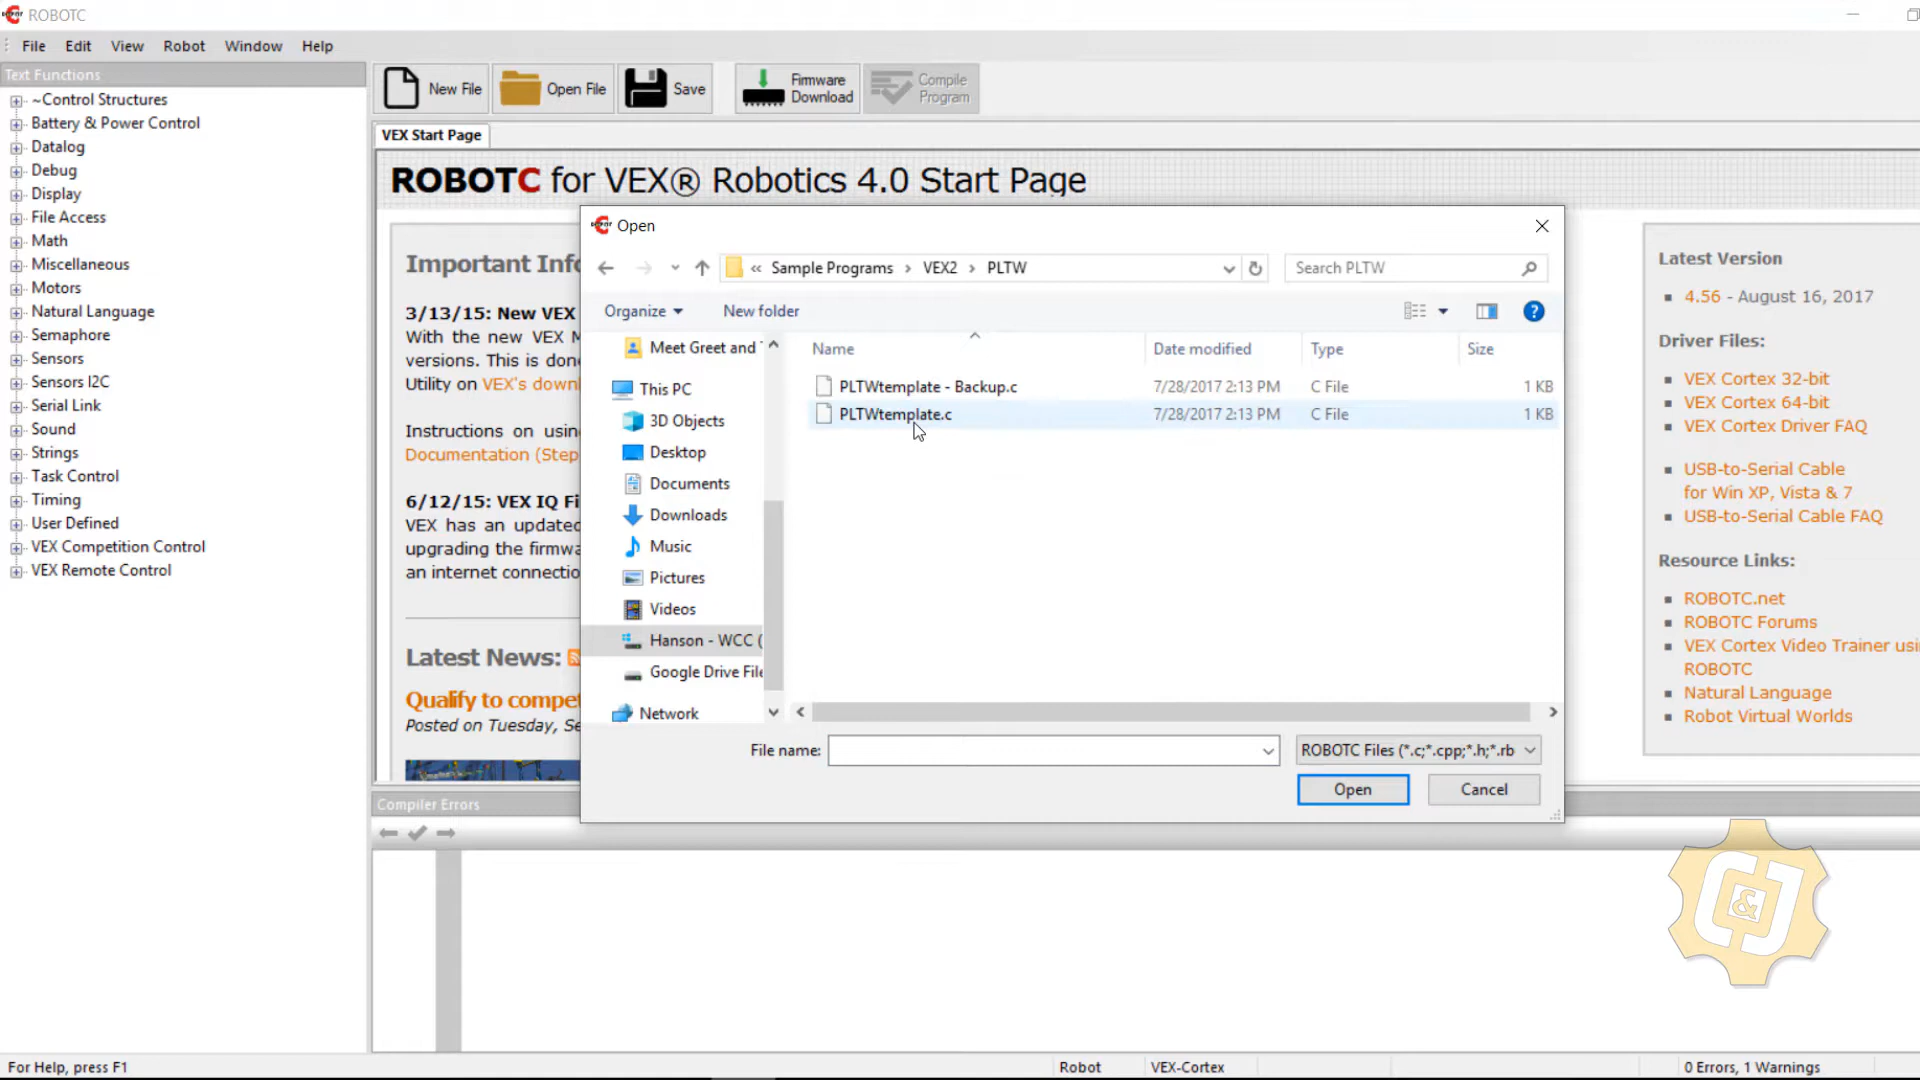 ROBOTC
File Edit View Robot Window Help
Text Functions
~Control Structures
Battery & Power Control
Datalog
Debug
Display
File Access
Math
Miscellaneous
Motors
Natural Language
Semaphore
Sensors
Sensors I2C
Serial Link
Sound
Strings
Task Control
Timing
User Defined
VEX Competition Control
VEX Remote Control
New File
Open File
Save
Firmware Download
Compile Program
VEX Start Page
ROBOTC for VEX® Robotics 4.0 Start Page
Important Info
3/13/15: New VEX
With the new VEX M
versions. This is done
Utility on VEX's down
Instructions on using
Documentation (Step
6/12/15: VEX IQ Fi
VEX has an updated
upgrading the firmw
an internet connectio
Latest News:
Qualify to compet
Posted on Tuesday, Se
Open
« Sample Programs › VEX2 › PLTW
Search PLTW
Organize
New folder
Meet Greet and
This PC
3D Objects
Desktop
Documents
Downloads
Music
Pictures
Videos
Hanson - WCC (
Google Drive File
Network
Name Date modified Type Size
PLTWtemplate - Backup.c 7/28/2017 2:13 PM C File 1 KB
PLTWtemplate.c 7/28/2017 2:13 PM C File 1 KB
File name:
ROBOTC Files (*.c;*.cpp;*.h;*.rb
Open
Cancel
Latest Version
4.56 - August 16, 2017
Driver Files:
VEX Cortex 32-bit
VEX Cortex 64-bit
VEX Cortex Driver FAQ
USB-to-Serial Cable
for Win XP, Vista & 7
USB-to-Serial Cable FAQ
Resource Links:
ROBOTC.net
ROBOTC Forums
VEX Cortex Video Trainer usi
ROBOTC
Natural Language
Robot Virtual Worlds
Compiler Errors
&
For Help, press F1
Robot
VEX-Cortex
0 Errors, 1 Warnings